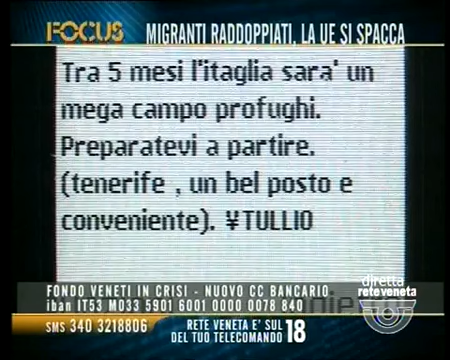 FOCUS
MIGRANTI RADDOPPIATI, LA UE SI SPACCA
Tra 5 mesi l'itaglia sara' un
mega campo profughi.
Preparatevi a partire.
(tenerife , un bel posto e
conveniente). ¥TULLIO
diretta
reteveneta
FONDO VENETI IN CRISI - NUOVO CC BANCARIO
iban IT53 M033 5901 6001 0000 0078 840
SMS 340 3218806
RETE VENETA E' SUL
DEL TUO TELECOMANDO 18